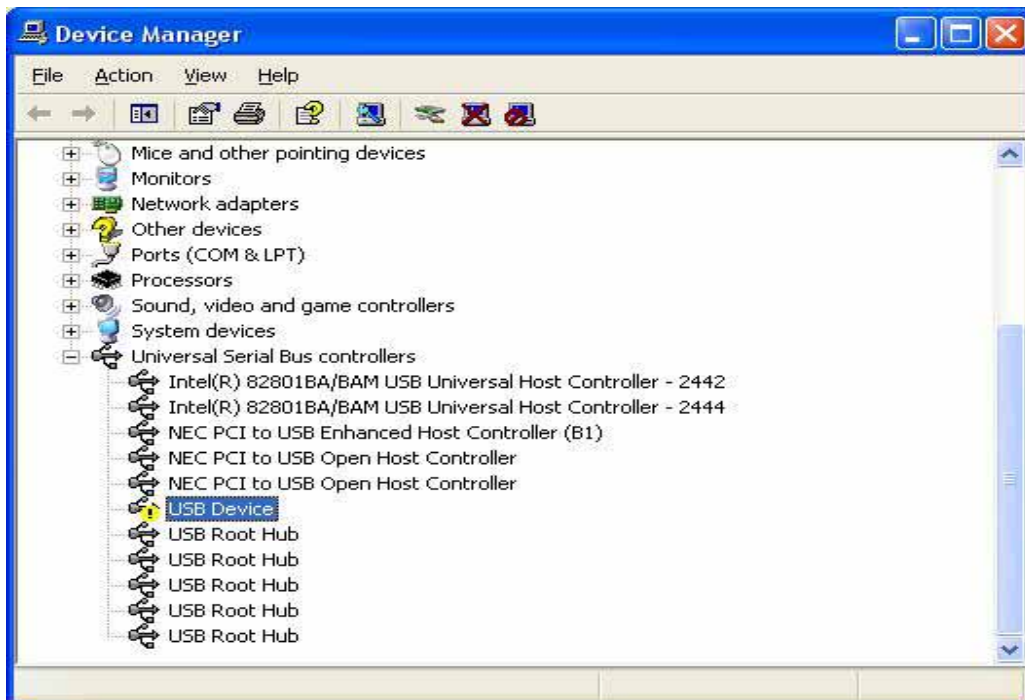 Device Manager
File Action View Help
Mice and other pointing devices
Monitors
Network adapters
Other devices
Ports (COM & LPT)
Processors
Sound, video and game controllers
System devices
Universal Serial Bus controllers
Intel(R) 82801BA/BAM USB Universal Host Controller - 2442
Intel(R) 82801BA/BAM USB Universal Host Controller - 2444
NEC PCI to USB Enhanced Host Controller (B1)
NEC PCI to USB Open Host Controller
NEC PCI to USB Open Host Controller
USB Device
USB Root Hub
USB Root Hub
USB Root Hub
USB Root Hub
USB Root Hub